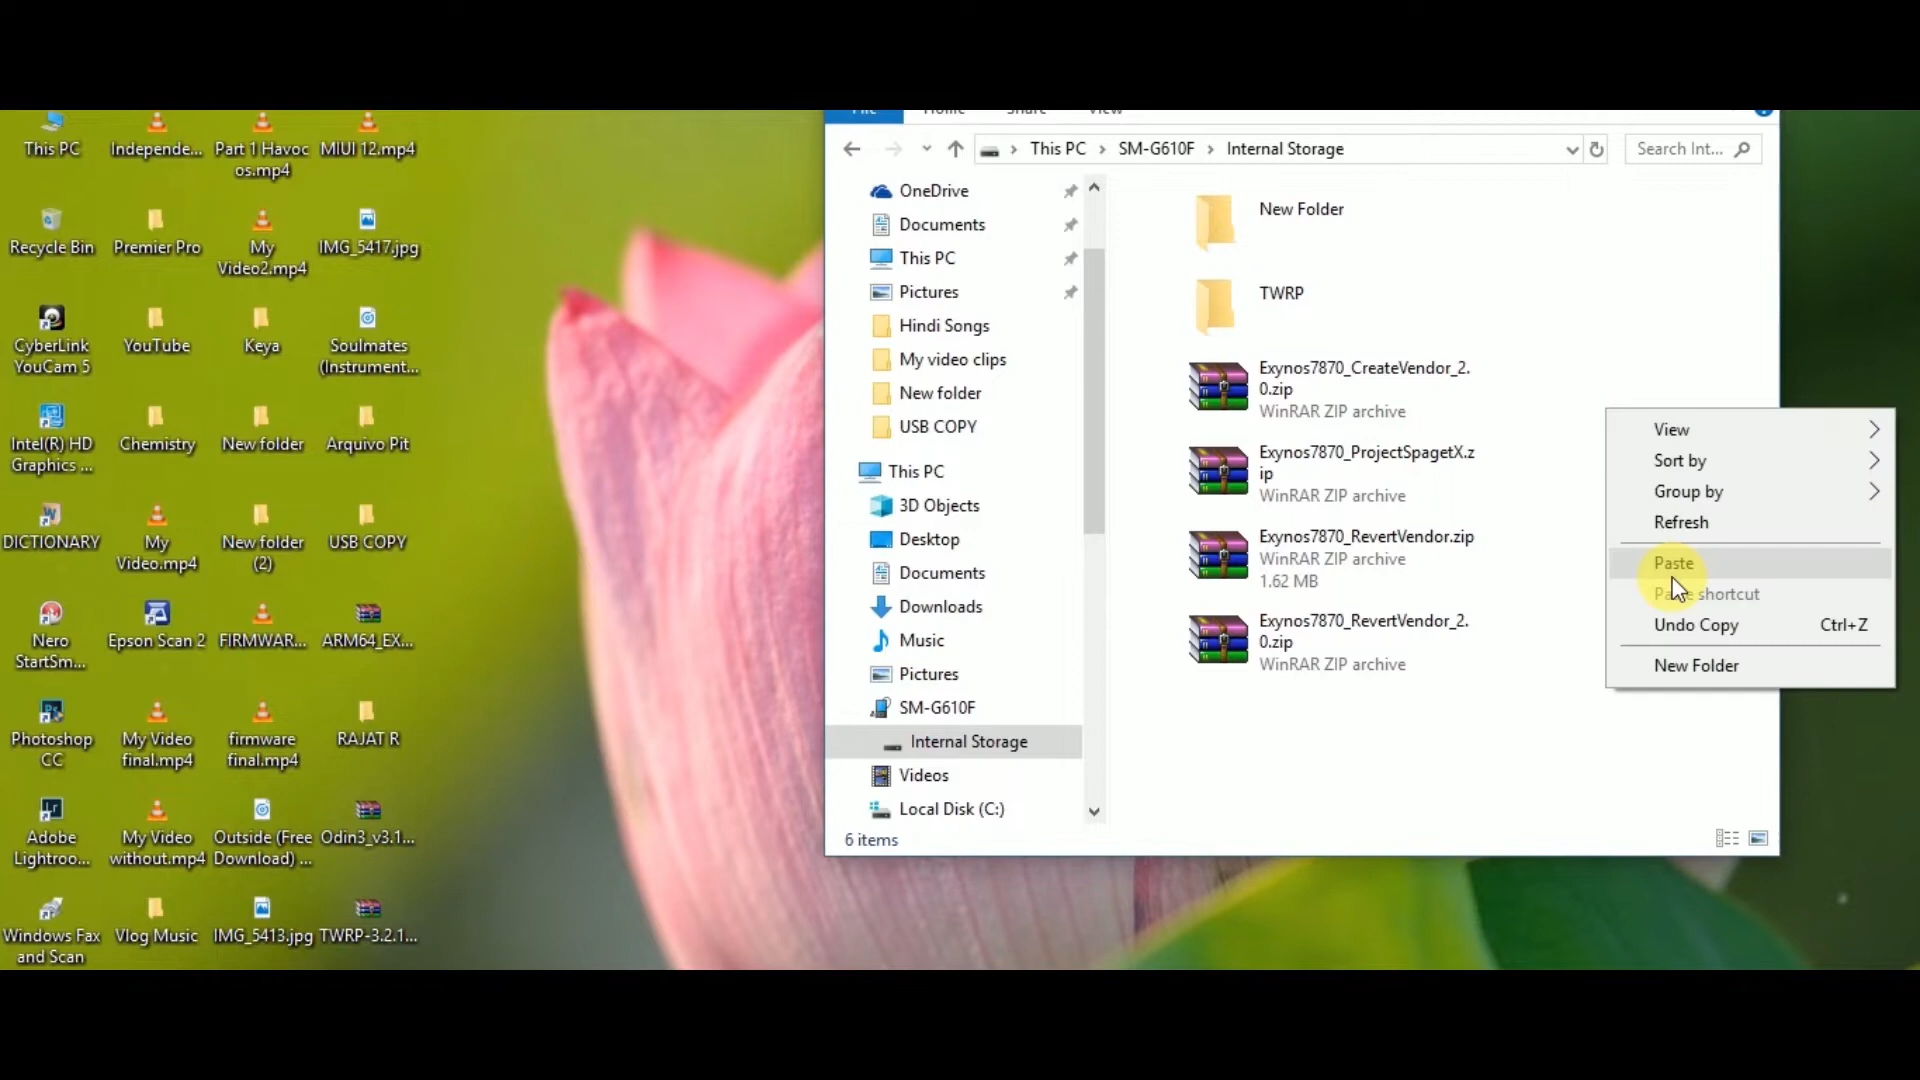 This PC
Independe...
Part 1 Havoc
os.mp4
MIUI 12.mp4
Recycle Bin
Premier Pro
My
Video2.mp4
IMG_5417.jpg
CyberLink
YouCam 5
YouTube
Keya
Soulmates
(Instrument...
Intel(R) HD
Graphics ...
Chemistry
New folder
Arquivo Pit
DICTIONARY
My
Video.mp4
New folder
(2)
USB COPY
Nero
StartSm...
Epson Scan 2
FIRMWAR...
ARM64_EX...
Photoshop
CC
My Video
final.mp4
firmware
final.mp4
RAJAT R
Adobe
Lightroo...
My Video
without.mp4
Outside (Free
Download) ...
Odin3_v3.1...
Windows Fax
and Scan
Vlog Music
IMG_5413.jpg
TWRP-3.2.1...
File Home Share View
This PC > SM-G610F > Internal Storage
Search Int...
OneDrive
Documents
This PC
Pictures
Hindi Songs
My video clips
New folder
USB COPY
This PC
3D Objects
Desktop
Documents
Downloads
Music
Pictures
SM-G610F
Internal Storage
Videos
Local Disk (C:)
6 items
New Folder
TWRP
Exynos7870_CreateVendor_2.
0.zip
WinRAR ZIP archive
Exynos7870_ProjectSpagetX.z
ip
WinRAR ZIP archive
Exynos7870_RevertVendor.zip
WinRAR ZIP archive
1.62 MB
Exynos7870_RevertVendor_2.
0.zip
WinRAR ZIP archive
View
Sort by
Group by
Refresh
Paste
Paste shortcut
Undo Copy Ctrl+Z
New Folder